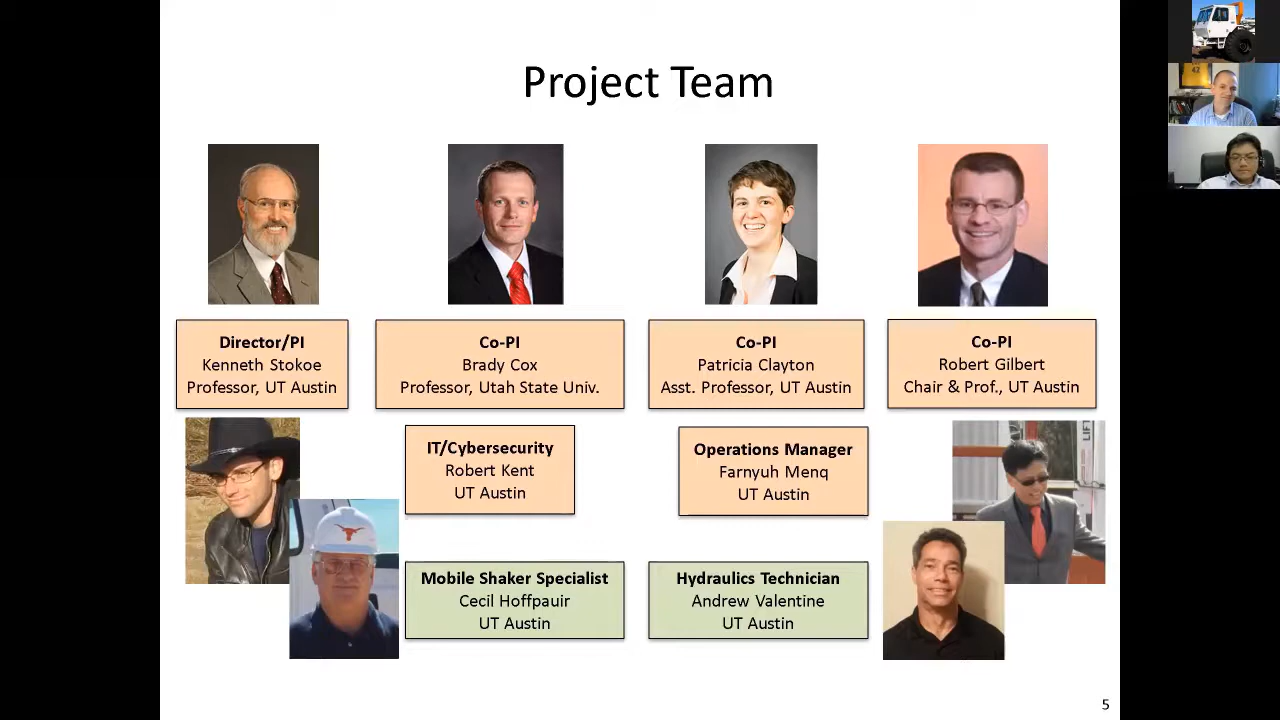 Project Team
Director/PI
Kenneth Stokoe
Professor, UT Austin
Co-PI
Brady Cox
Professor, Utah State Univ.
Co-PI
Patricia Clayton
Asst. Professor, UT Austin
Co-PI
Robert Gilbert
Chair & Prof., UT Austin
IT/Cybersecurity
Robert Kent
UT Austin
Operations Manager
Farnyuh Menq
UT Austin
LIFT
Mobile Shaker Specialist
Cecil Hoffpauir
UT Austin
Hydraulics Technician
Andrew Valentine
UT Austin
5
42